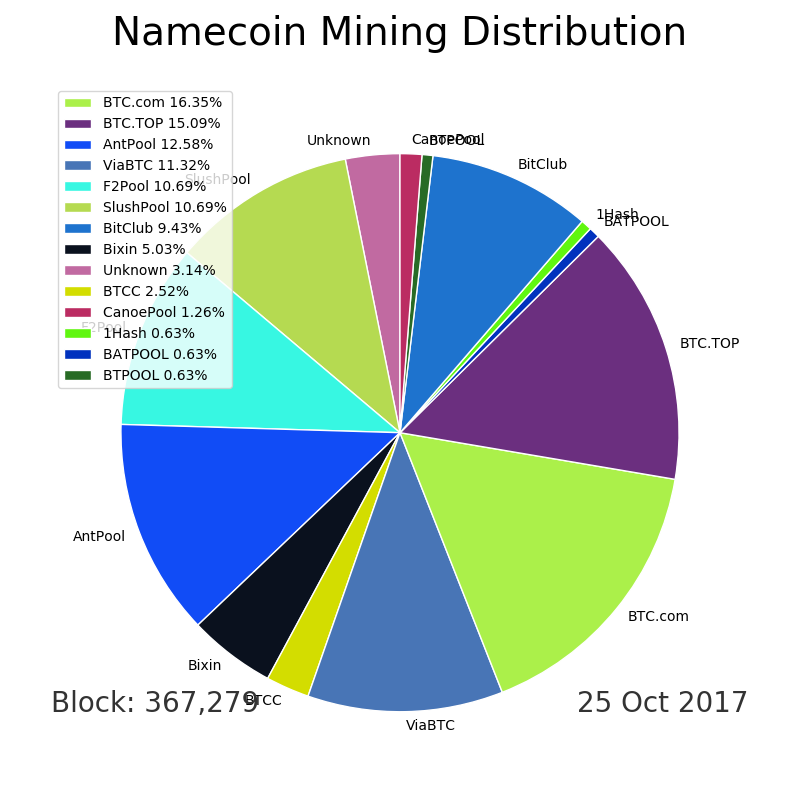 Namecoin Mining Distribution
BTC.com 16.35%
BTC.TOP 15.09%
AntPool 12.58%
ViaBTC 11.32%
F2Pool 10.69%
SlushPool 10.69%
BitClub 9.43%
Bixin 5.03%
Unknown 3.14%
BTCC 2.52%
CanoePool 1.26%
1Hash 0.63%
BATPOOL 0.63%
BTPOOL 0.63%
Unknown
CanoePool
BTPOOL
BitClub
1Hash
BATPOOL
SlushPool
F2Pool
BTC.TOP
AntPool
BTC.com
Bixin
BTCC
ViaBTC
Block: 367,279
25 Oct 2017